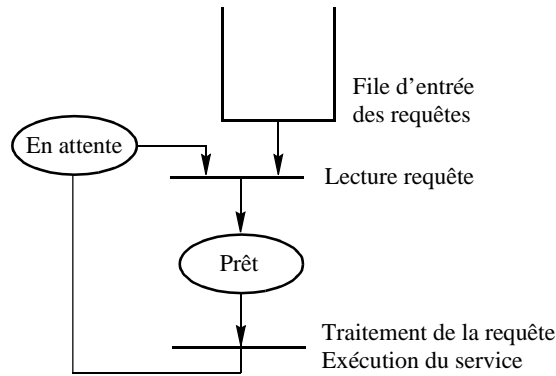 File d’entrée
des requêtes
En attente
Lecture requête
Prêt
Traitement de la requête
Exécution du service